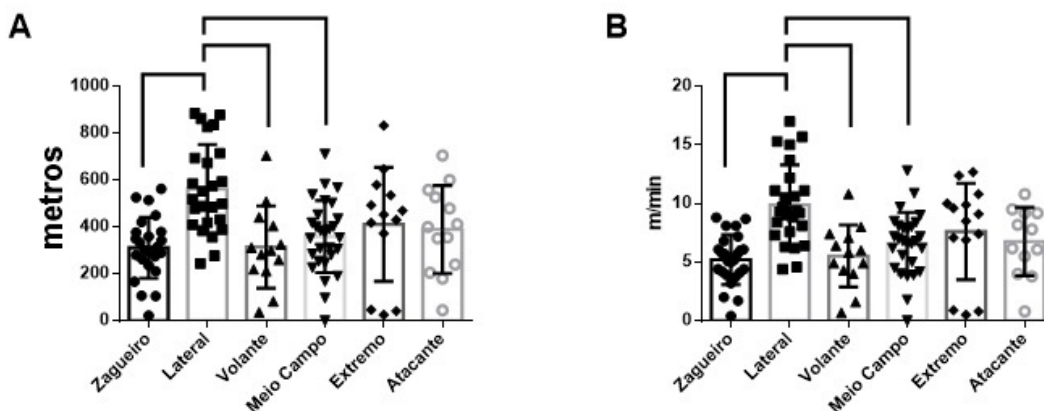 A
metros
1000
800
600
400
200
0
Zagueiro
Lateral
Volante
Meio Campo
Extremo
Atacante
B
m/min
20
15
10
5
0
Zagueiro
Lateral
Volante
Meio Campo
Extremo
Atacante